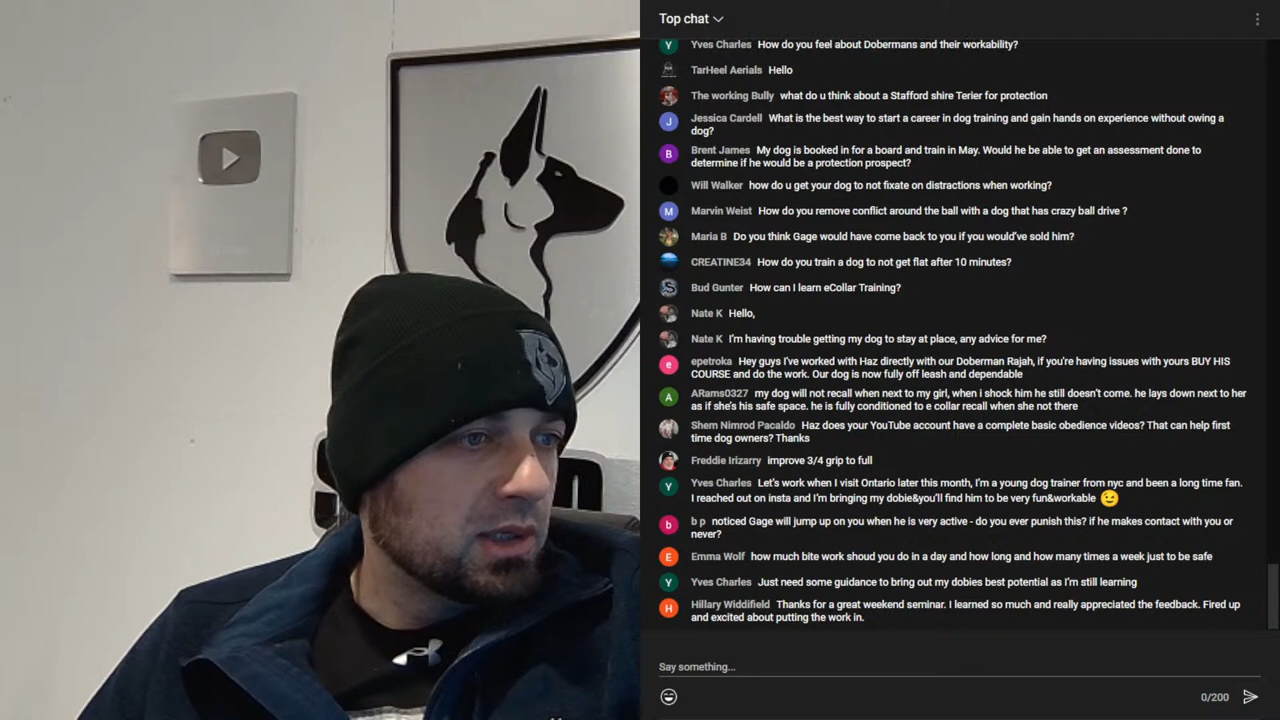 Top chat
Yves Charles How do you feel about Dobermans and their workability?
TarHeel Aerials Hello
The working Bully what do u think about a Stafford shire Terier for protection
Jessica Cardell What is the best way to start a career in dog training and gain hands on experience without owing a
dog?
Brent James My dog is booked in for a board and train in May. Would he be able to get an assessment done to
determine if he would be a protection prospect?
Will Walker how do u get your dog to not fixate on distractions when working?
Marvin Weist How do you remove conflict around the ball with a dog that has crazy ball drive ?
Maria B Do you think Gage would have come back to you if you would've sold him?
CREATINE34 How do you train a dog to not get flat after 10 minutes?
Bud Gunter How can I learn eCollar Training?
Nate K Hello,
Nate K I'm having trouble getting my dog to stay at place, any advice for me?
epetroka Hey guys I've worked with Haz directly with our Doberman Rajah, if you're having issues with yours BUY HIS
COURSE and do the work. Our dog is now fully off leash and dependable
ARams0327 my dog will not recall when next to my girl, when i shock him he still doesn't come. he lays down next to her
as if she's his safe space. he is fully conditioned to e collar recall when she not there
Shem Nimrod Pacaldo Haz does your YouTube account have a complete basic obedience videos? That can help first
time dog owners? Thanks
Freddie Irizarry improve 3/4 grip to full
Yves Charles Let's work when I visit Ontario later this month, I'm a young dog trainer from nyc and been a long time fan.
I reached out on insta and I'm bringing my dobie&you'll find him to be very fun&workable 😉
b p noticed Gage will jump up on you when he is very active - do you ever punish this? if he makes contact with you or
never?
Emma Wolf how much bite work shoud you do in a day and how long and how many times a week just to be safe
Yves Charles Just need some guidance to bring out my dobies best potential as I'm still learning
Hillary Widdifield Thanks for a great weekend seminar. I learned so much and really appreciated the feedback. Fired up
and excited about putting the work in.
Say something...
0/200